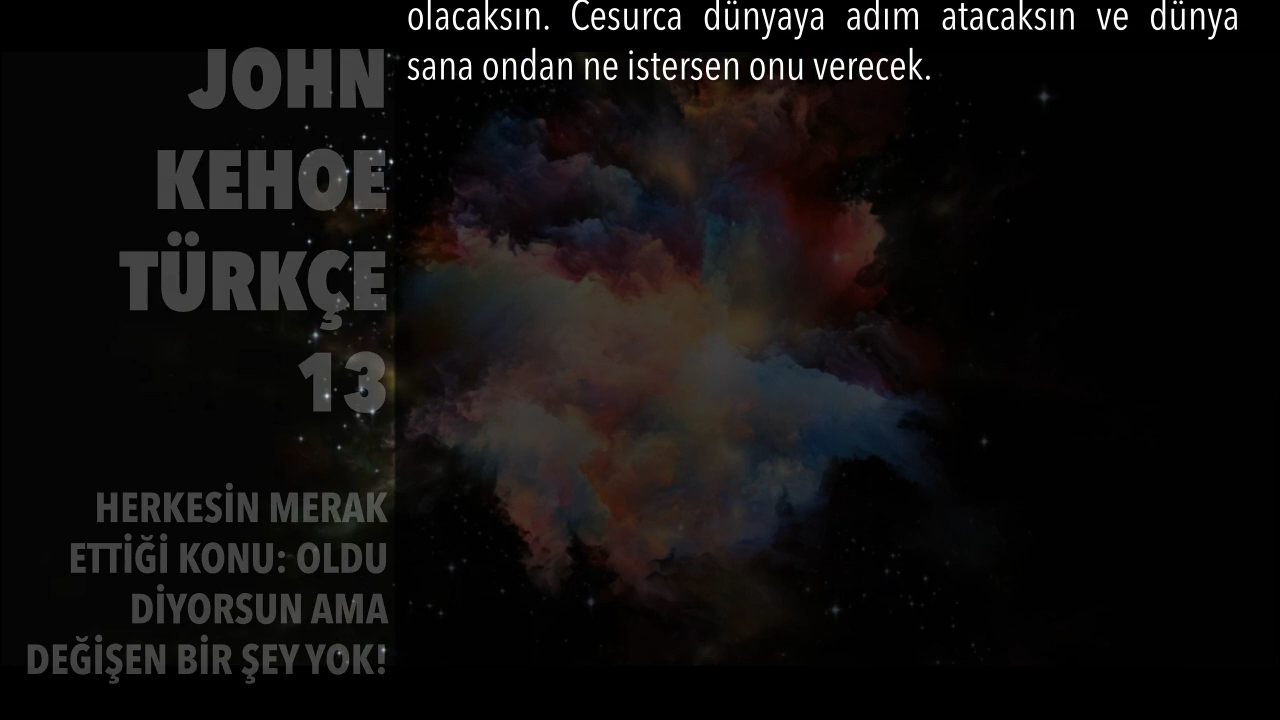 olacaksın. Cesurca dünyaya adım atacaksın ve dünya
sana ondan ne istersen onu verecek.
JOHN
KEHOE
TÜRKÇE
13
HERKESİN MERAK
ETTİĞİ KONU: OLDU
DİYORSUN AMA
DEĞİŞEN BİR ŞEY YOK!